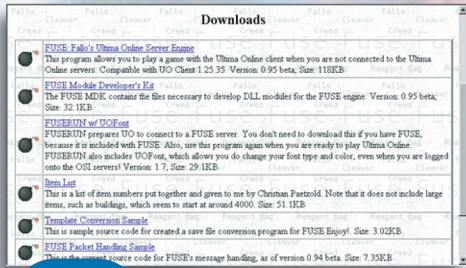 Downloads
FUSE: Fallo's Ultima Online Server Engine
This program allows you to play a game with the Ultima Online client when you are not connected to the Ultima
Online servers. Compatible with UO Client 1.25.35. Version: 0.95 beta; Size: 118KB
FUSE Module Developer's Kit
The FUSE MDK contains the files necessary to develop DLL modules for the FUSE engine. Version: 0.95 beta;
Size: 32.1KB
FUSERUN w/ UOFont
FUSERUN prepares UO to connect to a FUSE server. You don't need to download this if you have FUSE,
because it is included with FUSE. Also, use this program again when you are ready to play Ultima Online.
FUSERUN also includes UOFont, which allows you do change your font type and color, even when you are logged
onto the OSI servers! Version: 1.7; Size: 29.1KB
Item List
This is a list of item numbers put together and given to me by Christian Paetzold. Note that it does not include large
items, such as buildings, which seem to start at around 4000. Size: 51.1KB
Template Conversion Sample
This is sample source code for created a save file conversion program for FUSE Enjoy!. Size: 3.02KB
FUSE Packet Handling Sample
This is the current source code for FUSE's message handling, as of version 0.94 beta. Size: 7.35KB